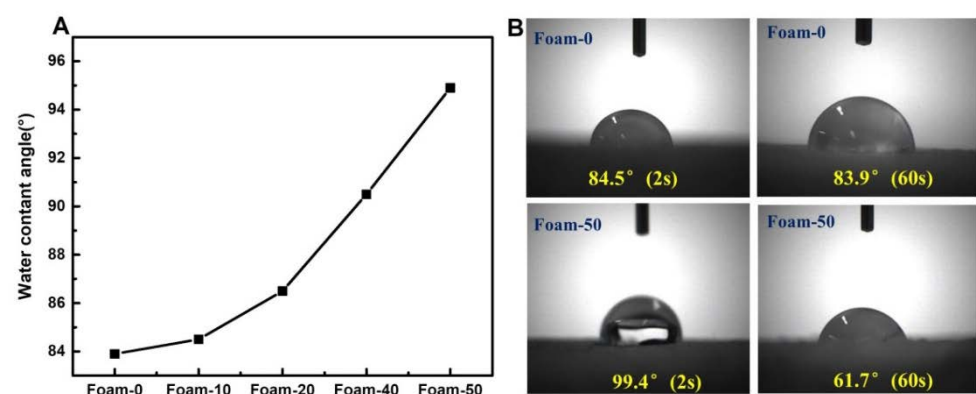 A
Water contant angle(°)
96
94
92
90
88
86
84
Foam-0 Foam-10 Foam-20 Foam-40 Foam-50
B
Foam-0
84.5° (2s)
Foam-0
83.9° (60s)
Foam-50
99.4° (2s)
Foam-50
61.7° (60s)